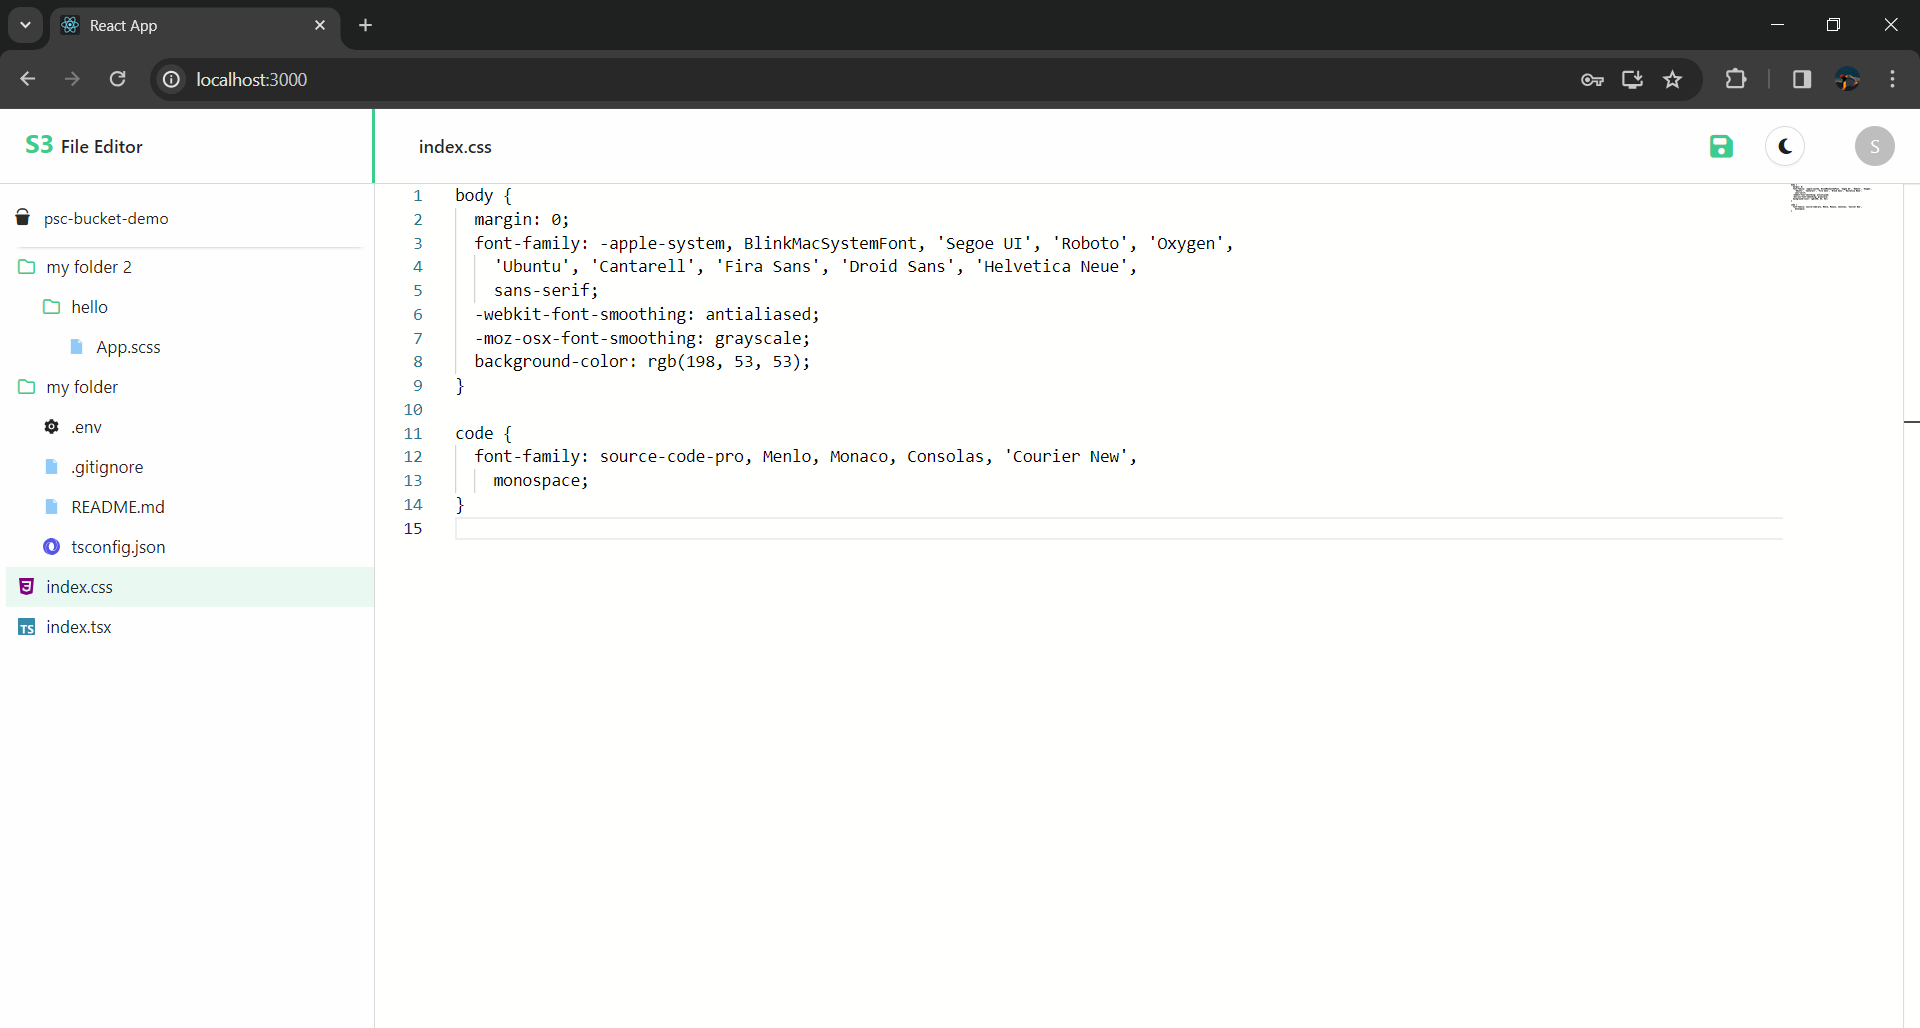 React App
localhost:3000
S3 File Editor
index.css
S
psc-bucket-demo
my folder 2
hello
App.scss
my folder
.env
.gitignore
README.md
tsconfig.json
index.css
TS index.tsx
1 body {
2 margin: 0;
3 font-family: -apple-system, BlinkMacSystemFont, 'Segoe UI', 'Roboto', 'Oxygen',
4 'Ubuntu', 'Cantarell', 'Fira Sans', 'Droid Sans', 'Helvetica Neue',
5 sans-serif;
6 -webkit-font-smoothing: antialiased;
7 -moz-osx-font-smoothing: grayscale;
8 background-color: rgb(198, 53, 53);
9 }
10
11 code {
12 font-family: source-code-pro, Menlo, Monaco, Consolas, 'Courier New',
13 monospace;
14 }
15